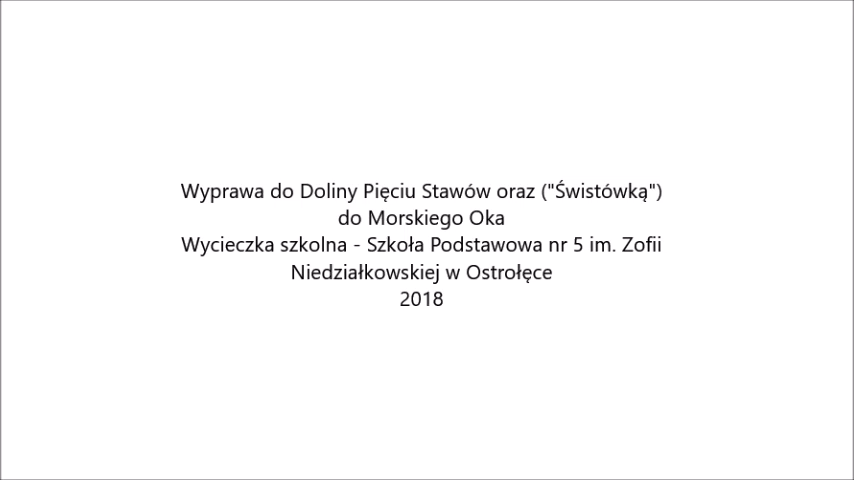 Wyprawa do Doliny Pięciu Stawów oraz ("Świstówką")
do Morskiego Oka
Wycieczka szkolna - Szkoła Podstawowa nr 5 im. Zofii
Niedziałkowskiej w Ostrołęce
2018